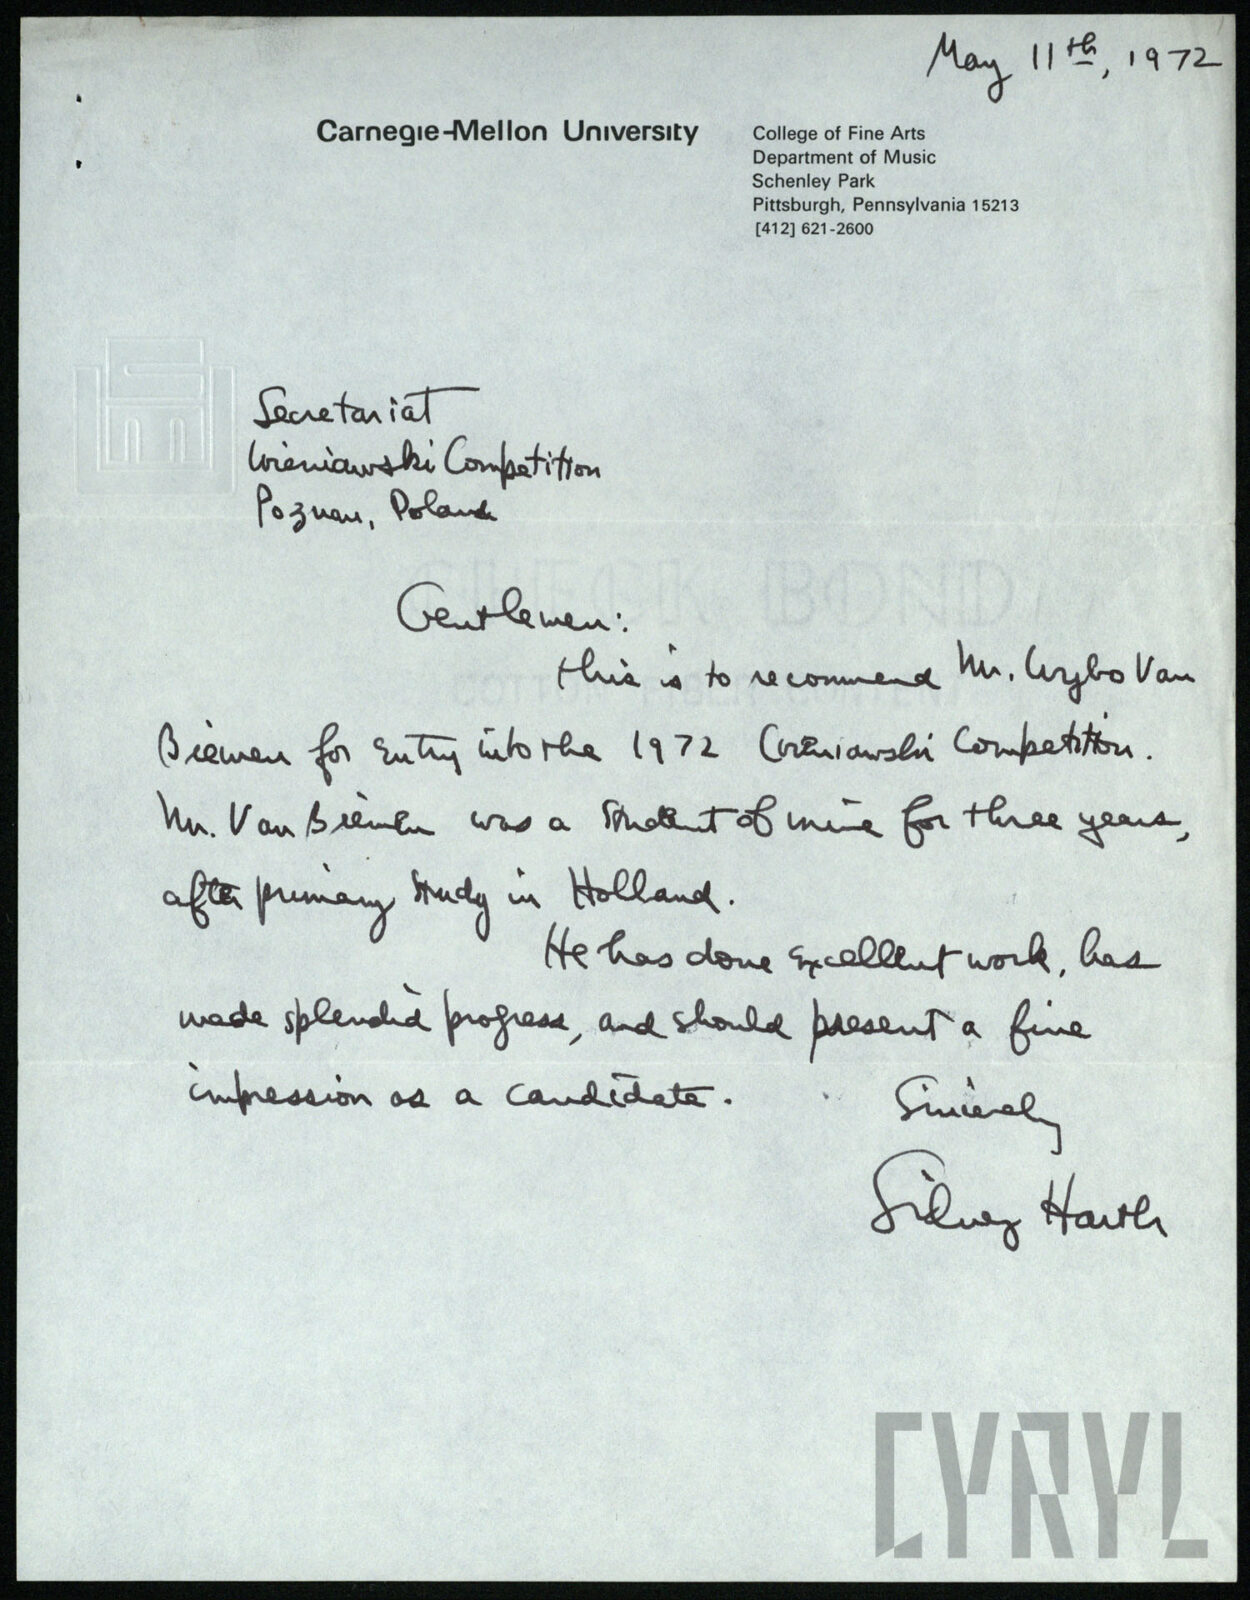 May 11th, 1972
Carnegie-Mellon University
College of Fine Arts
Department of Music
Schenley Park
Pittsburgh, Pennsylvania 15213
[412] 621-2600
Secretariat
Wieniawski Competition
Poznan, Poland
Gentlemen:
this is to recommend Mr. Wybo Van
Biemen for entry into the 1972 Wieniawski Competition.
Mr. Van Biemen was a student of mine for three years,
after primary study in Holland.
He has done excellent work, has
made splendid progress, and should present a fine
impression as a candidate.
Sincerely
Sidney Harth
CYRYL